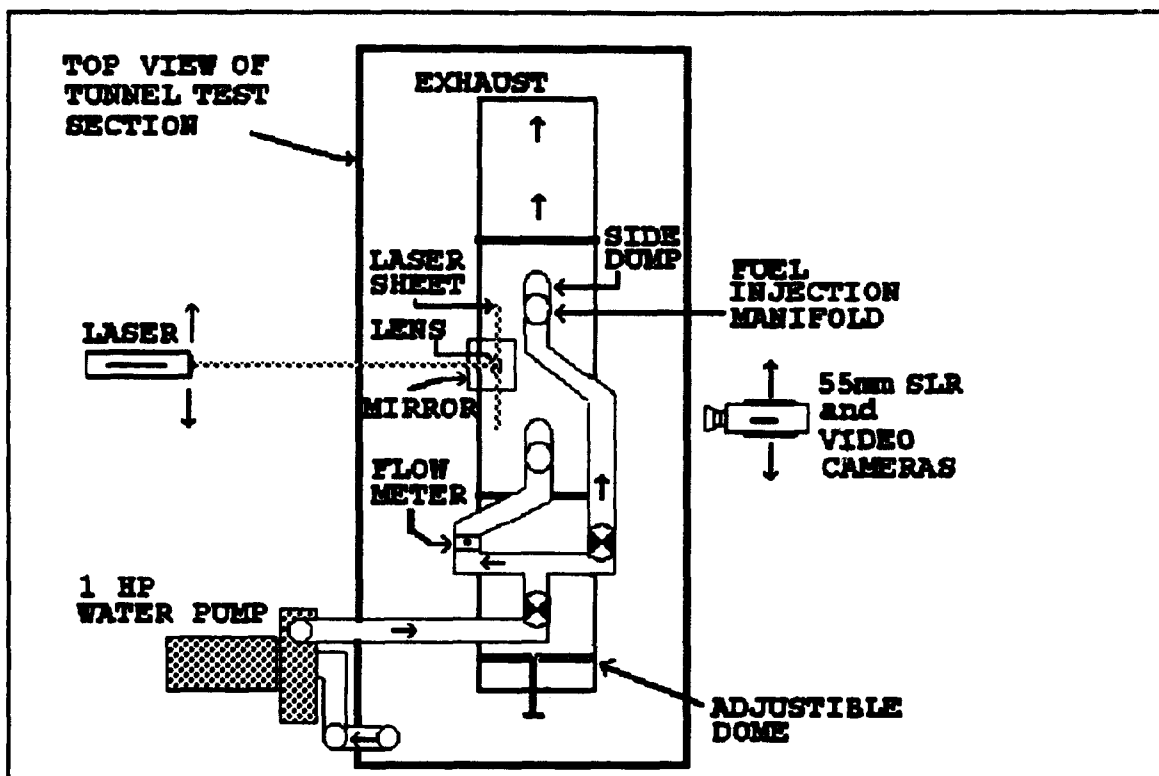 TOP VIEW OF
TUNNEL TEST
SECTION
EXHAUST
SIDE
DUMP
LASER
SHEET
FUEL
INJECTION
MANIFOLD
LENS
LASER
MIRROR
55mm SLR
and
VIDEO
CAMERAS
FLOW
METER
1 HP
WATER PUMP
ADJUSTIBLE
DOME